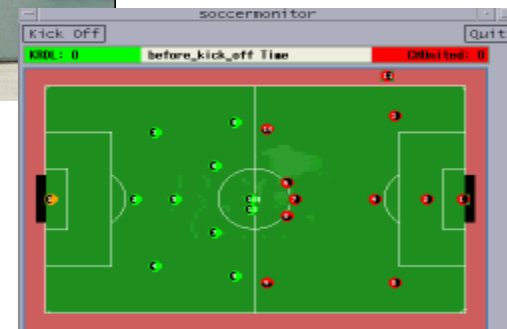 soccermonitor
Kick Off
Quit
KRDL: 0
before_kick_off Time
CMUnited: 0